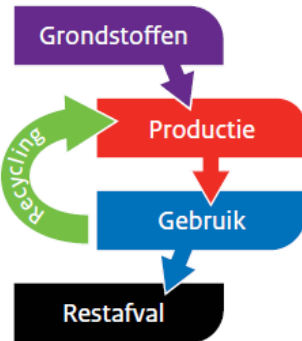 Grondstoffen
Productie
Recycling
Gebruik
Restafval